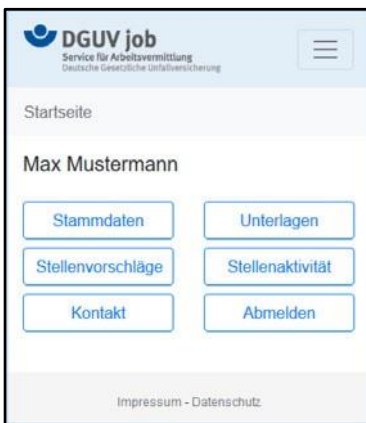 DGUV job
Service für Arbeitsvermittlung
Deutsche Gesetzliche Unfallversicherung
Startseite
Max Mustermann
Stammdaten Unterlagen
Stellenvorschläge Stellenaktivität
Kontakt Abmelden
Impressum - Datenschutz